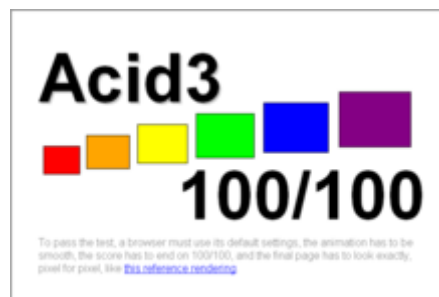 Acid3
100/100
To pass the test, a browser must use its default settings, the animation has to be
smooth, the score has to end on 100/100, and the final page has to look exactly,
pixel for pixel, like this reference rendering.